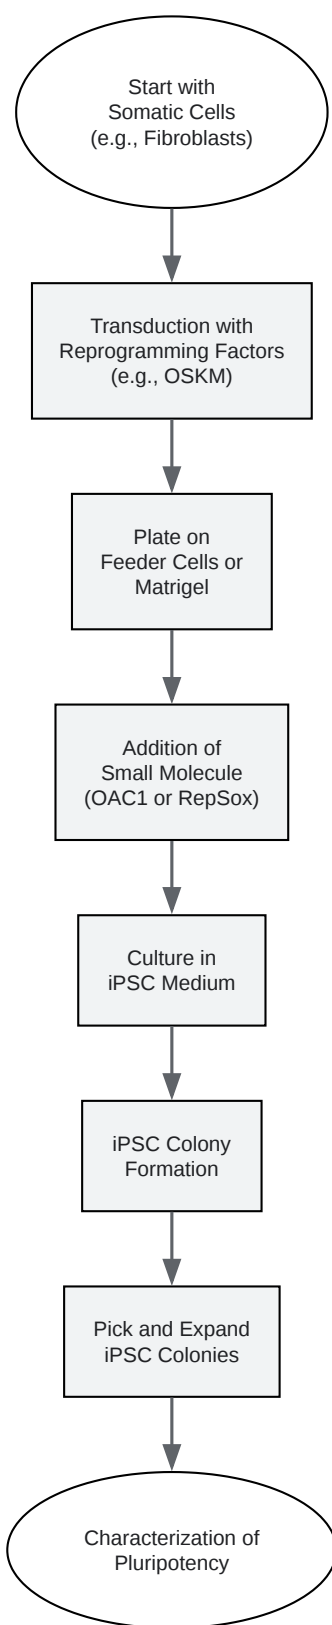 Start with
Somatic Cells
(e.g., Fibroblasts)
Transduction with
Reprogramming Factors
(e.g., OSKM)
Plate on
Feeder Cells or
Matrigel
Addition of
Small Molecule
(OAC1 or RepSox)
Culture in
iPSC Medium
iPSC Colony
Formation
Pick and Expand
iPSC Colonies
Characterization of
Pluripotency